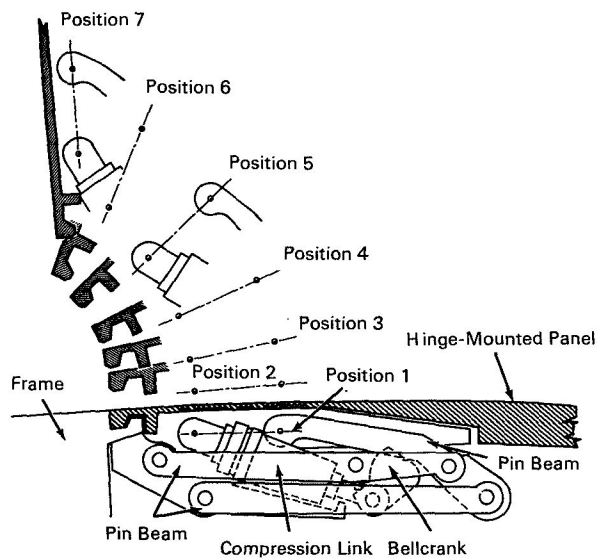 Position 7
Position 6
Position 5
Position 4
Position 3
Hinge-Mounted Panel
Frame
Position 2
Position 1
Pin Beam
Pin Beam
Compression Link
Bellcrank